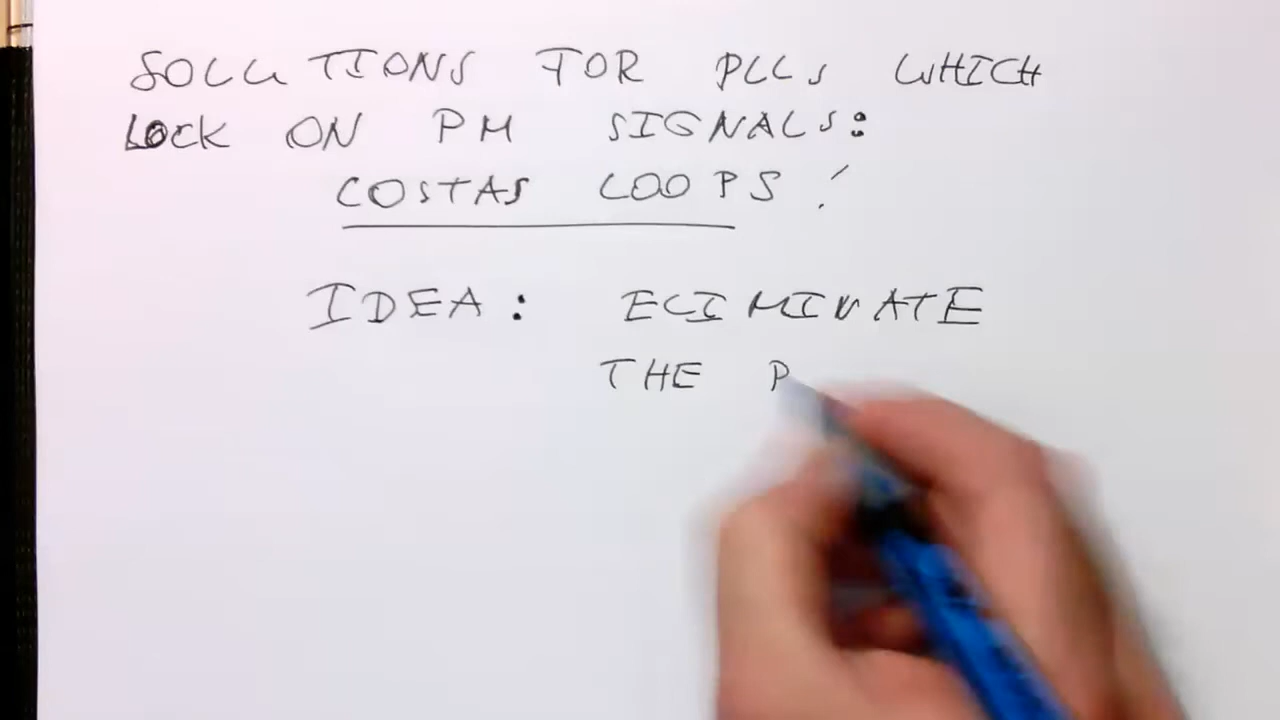 SOLUTIONS FOR PLLs WHICH
LOCK ON PM SIGNALS:
COSTAS LOOPS!
IDEA: ELIMINATE
THE P